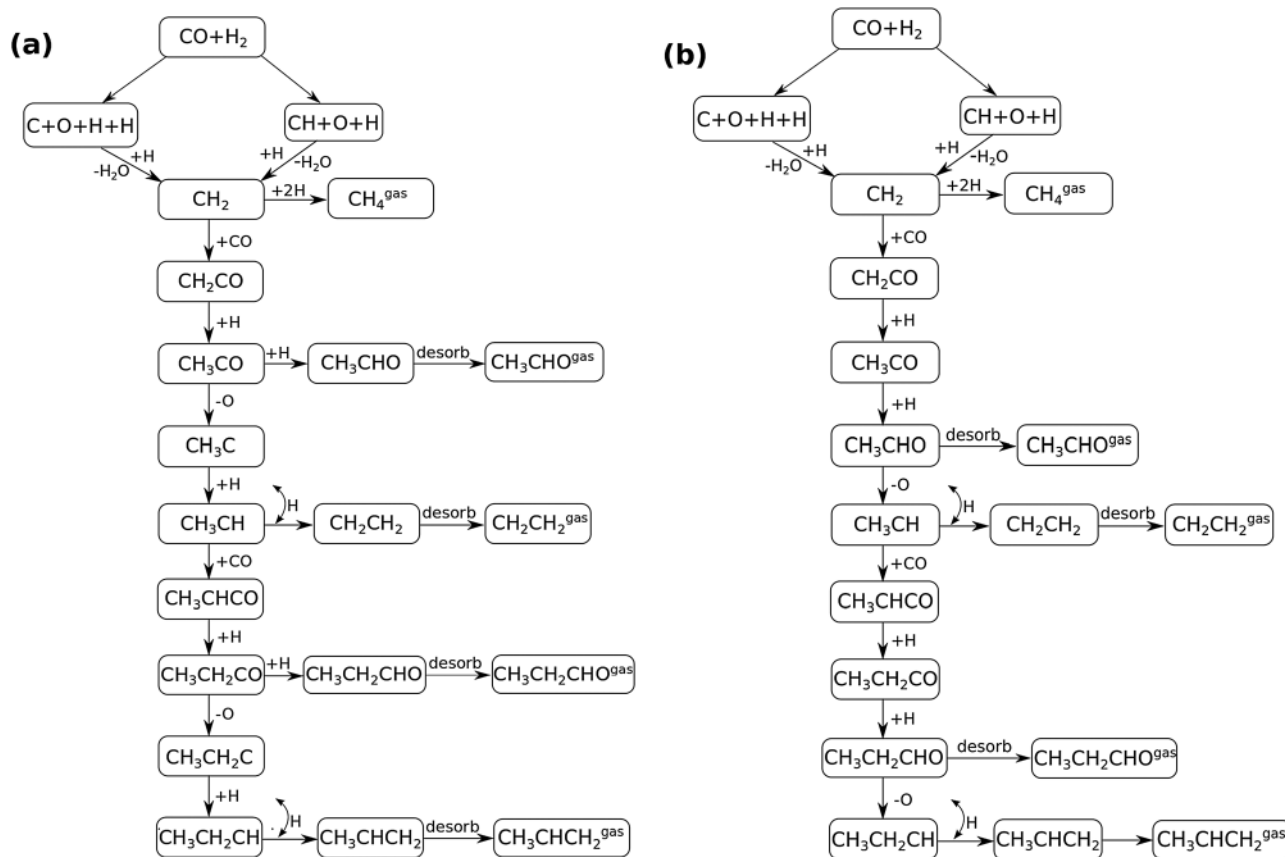 (a)
CO+H₂
C+O+H+H
CH+O+H
+H
-H₂O
+H
-H₂O
CH₂
+2H
CH₄gas
+CO
CH₂CO
+H
CH₃CO
+H
CH₃CHO
desorb
CH₃CHOgas
-O
CH₃C
+H
CH₃CH
H
CH₂CH₂
desorb
CH₂CH₂gas
+CO
CH₃CHCO
+H
CH₃CH₂CO
+H
CH₃CH₂CHO
desorb
CH₃CH₂CHOgas
-O
CH₃CH₂C
+H
CH₃CH₂CH
H
CH₃CHCH₂
desorb
CH₃CHCH₂gas
(b)
CO+H₂
C+O+H+H
CH+O+H
+H
-H₂O
+H
-H₂O
CH₂
+2H
CH₄gas
+CO
CH₂CO
+H
CH₃CO
+H
CH₃CHO
desorb
CH₃CHOgas
-O
CH₃CH
H
CH₂CH₂
desorb
CH₂CH₂gas
+CO
CH₃CHCO
+H
CH₃CH₂CO
+H
CH₃CH₂CHO
desorb
CH₃CH₂CHOgas
-O
CH₃CH₂CH
H
CH₃CHCH₂
CH₃CHCH₂gas